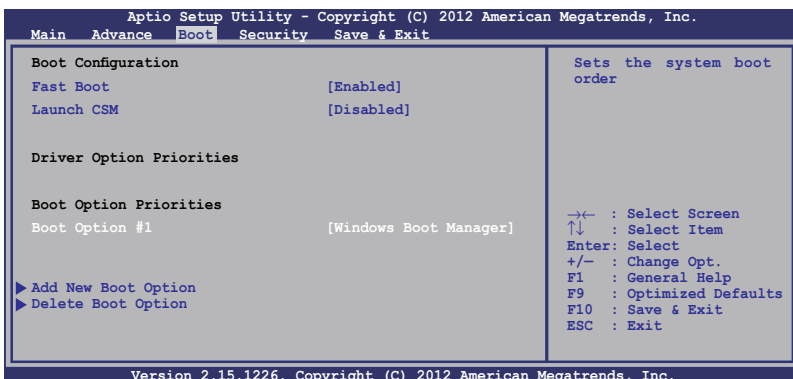 Aptio Setup Utility - Copyright (C) 2012 American Megatrends, Inc.
Main Advance Boot Security Save & Exit
Boot Configuration
Fast Boot [Enabled]
Launch CSM [Disabled]
Driver Option Priorities
Boot Option Priorities
Boot Option #1 [Windows Boot Manager]
Add New Boot Option
Delete Boot Option
Sets the system boot
order
→← : Select Screen
↑↓ : Select Item
Enter: Select
+/— : Change Opt.
F1 : General Help
F9 : Optimized Defaults
F10 : Save & Exit
ESC : Exit
Version 2.15.1226. Copyright (C) 2012 American Megatrends, Inc.